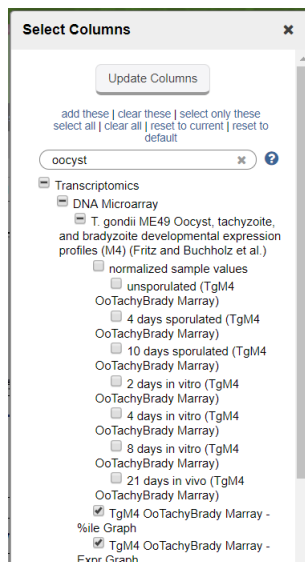 Select Columns ×
Update Columns
add these | clear these | select only these
select all | clear all | reset to current | reset to
default
oocyst
Transcriptomics
DNA Microarray
T. gondii ME49 Oocyst, tachyzoite,
and bradyzoite developmental expression
profiles (M4) (Fritz and Buchholz et al.)
normalized sample values
unsporulated (TgM4
OoTachyBrady Marray)
4 days sporulated (TgM4
OoTachyBrady Marray)
10 days sporulated (TgM4
OoTachyBrady Marray)
2 days in vitro (TgM4
OoTachyBrady Marray)
4 days in vitro (TgM4
OoTachyBrady Marray)
8 days in vitro (TgM4
OoTachyBrady Marray)
21 days in vivo (TgM4
OoTachyBrady Marray)
TgM4 OoTachyBrady Marray -
%ile Graph
TgM4 OoTachyBrady Marray -
Expr Graph